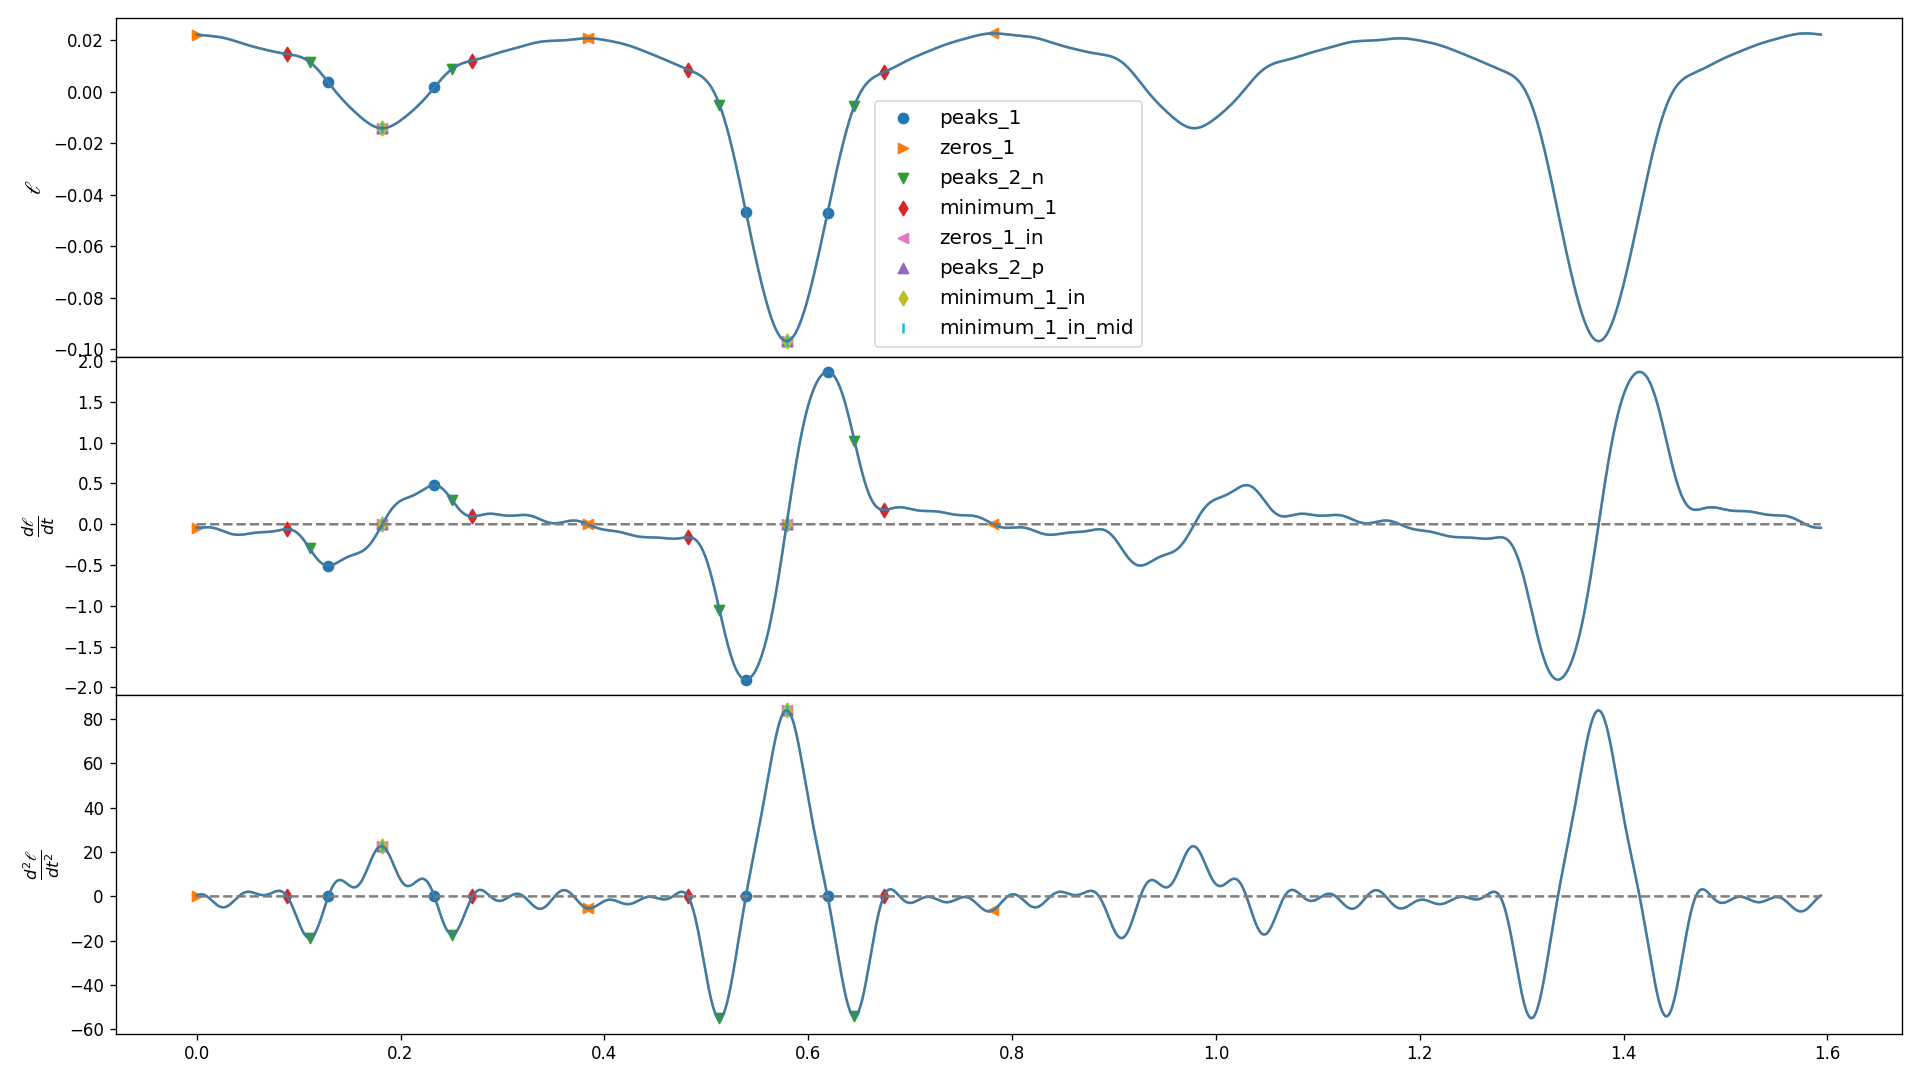 0.02
0.00
−0.02
−0.04
−0.06
−0.08
−0.10
ℓ
peaks_1
zeros_1
peaks_2_n
minimum_1
zeros_1_in
peaks_2_p
minimum_1_in
minimum_1_in_mid
2.0
1.5
1.0
0.5
0.0
−0.5
−1.0
−1.5
−2.0
dℓ
dt
80
60
40
20
0
−20
−40
−60
d²ℓ
dt²
0.0 0.2 0.4 0.6 0.8 1.0 1.2 1.4 1.6